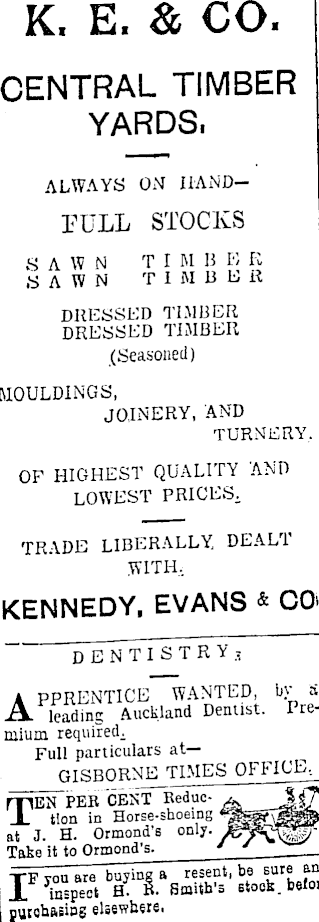 K. E. & CO.
CENTRAL TIMBER
YARDS.
ALWAYS ON HAND—
FULL STOCKS
SAWN TIMBER
SAWN TIMBER
DRESSED TIMBER
DRESSED TIMBER
(Seasoned)
MOULDINGS,
JOINERY, AND
TURNERY.
OF HIGHEST QUALITY AND
LOWEST PRICES.
TRADE LIBERALLY DEALT
WITH.
KENNEDY, EVANS & CO
DENTISTRY.
APPRENTICE WANTED, by a
leading Auckland Dentist. Pre-
mium required.
Full particulars at—
GISBORNE TIMES OFFICE.
TEN PER CENT Reduc-
tion in Horse-shoeing
at J. H. Ormond's only.
Take it to Ormond's.
IF you are buying a resent, be sure an
inspect H. R. Smith's stock befor
purchasing elsewhere.